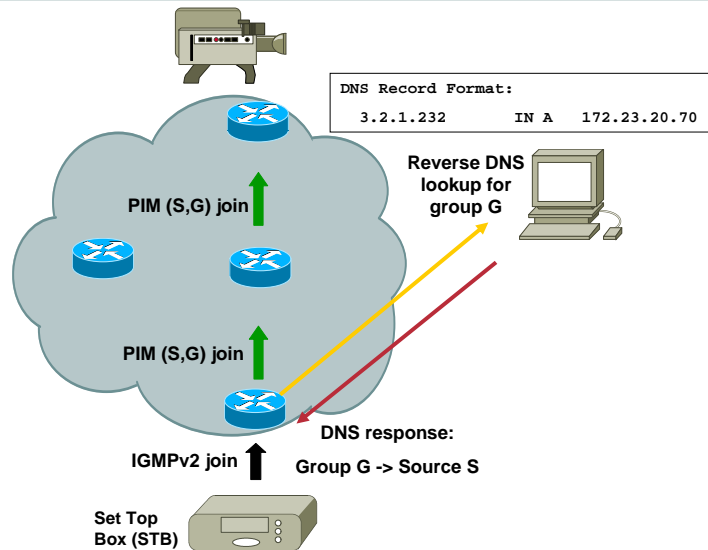 DNS Record Format:
3.2.1.232 IN A 172.23.20.70
Reverse DNS
lookup for
group G
PIM (S,G) join
PIM (S,G) join
DNS response:
IGMPv2 join
Group G -> Source S
Set Top
Box (STB)